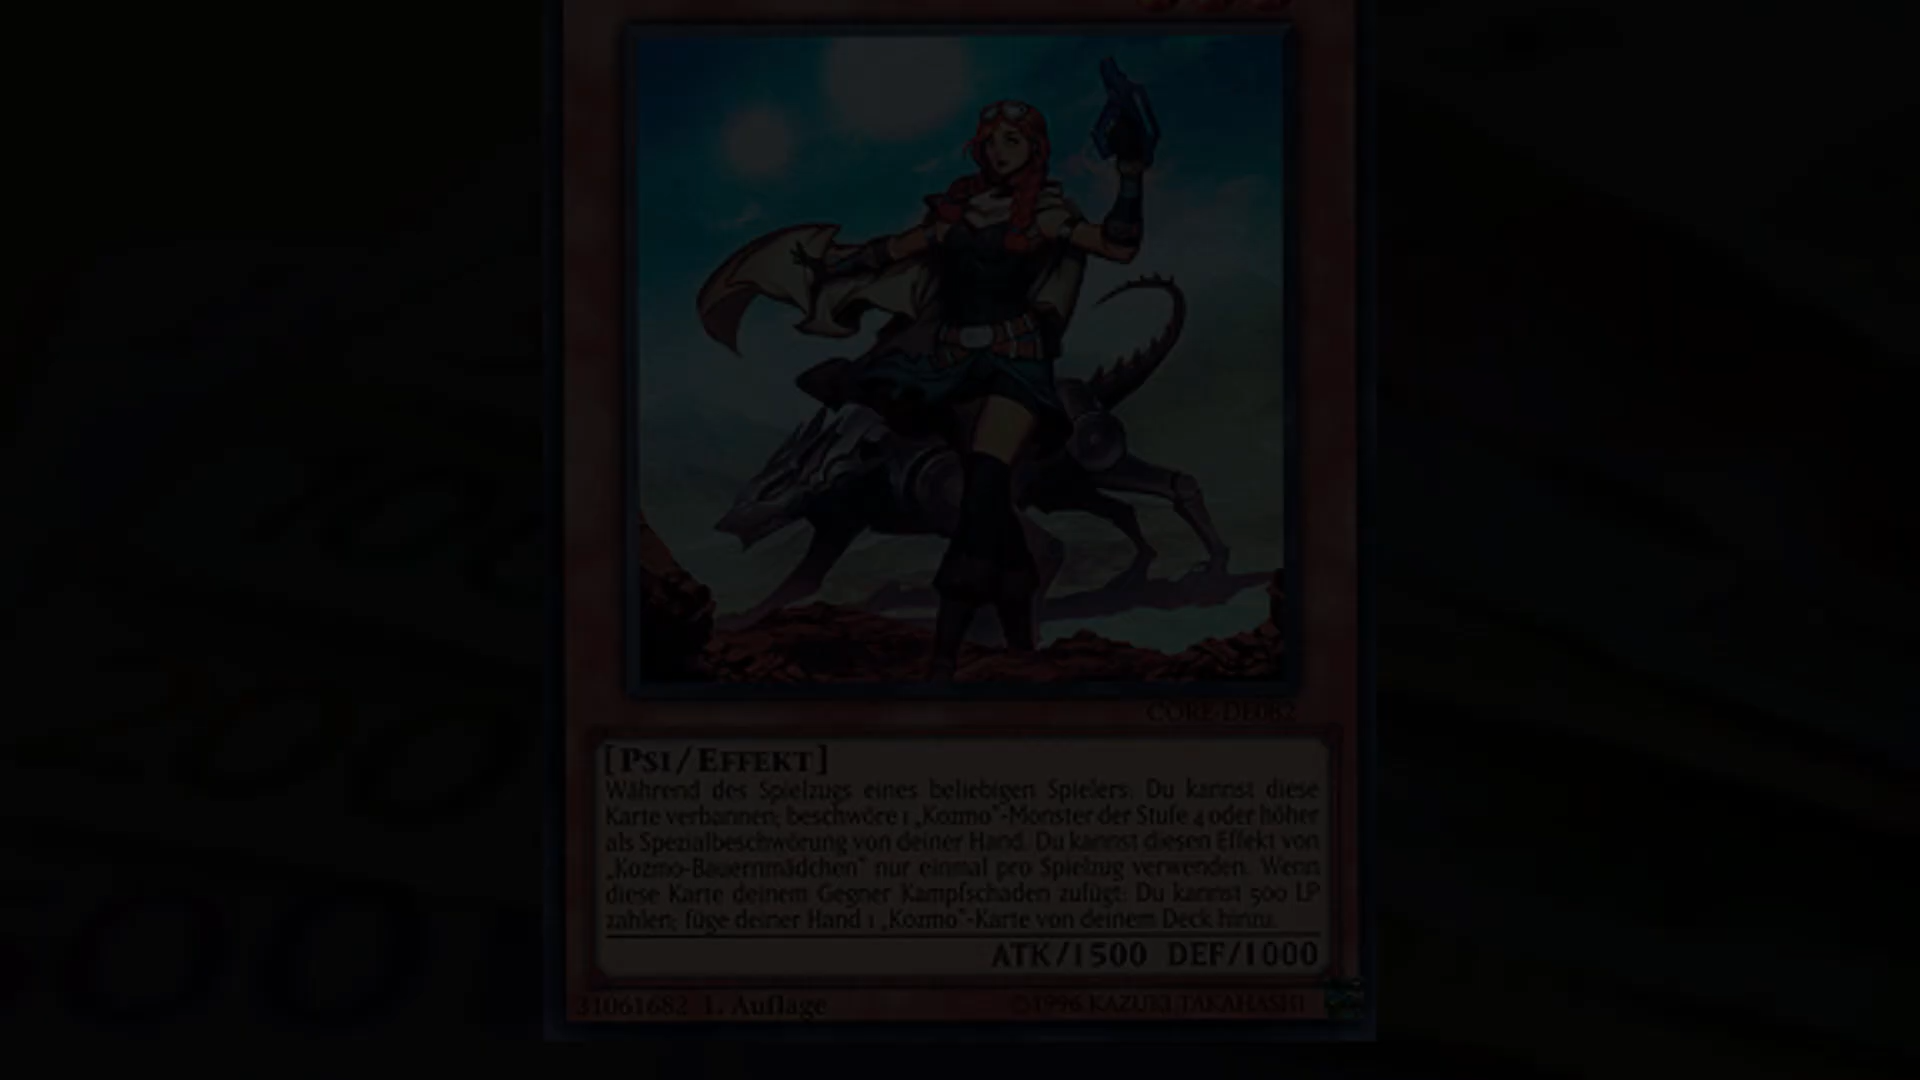 CORE-DE082
[PSI/EFFEKT]
Während des Spielzugs eines beliebigen Spielers: Du kannst diese
Karte verbannen; beschwöre 1 „Kozmo"-Monster der Stufe 4 oder höher
als Spezialbeschwörung von deiner Hand. Du kannst diesen Effekt von
„Kozmo-Bauernmädchen" nur einmal pro Spielzug verwenden. Wenn
diese Karte deinem Gegner Kampfschaden zufügt: Du kannst 500 LP
zahlen; füge deiner Hand 1 „Kozmo"-Karte von deinem Deck hinzu.
ATK/1500 DEF/1000
31061682 1. Auflage ©1996 KAZUKI TAKAHASHI